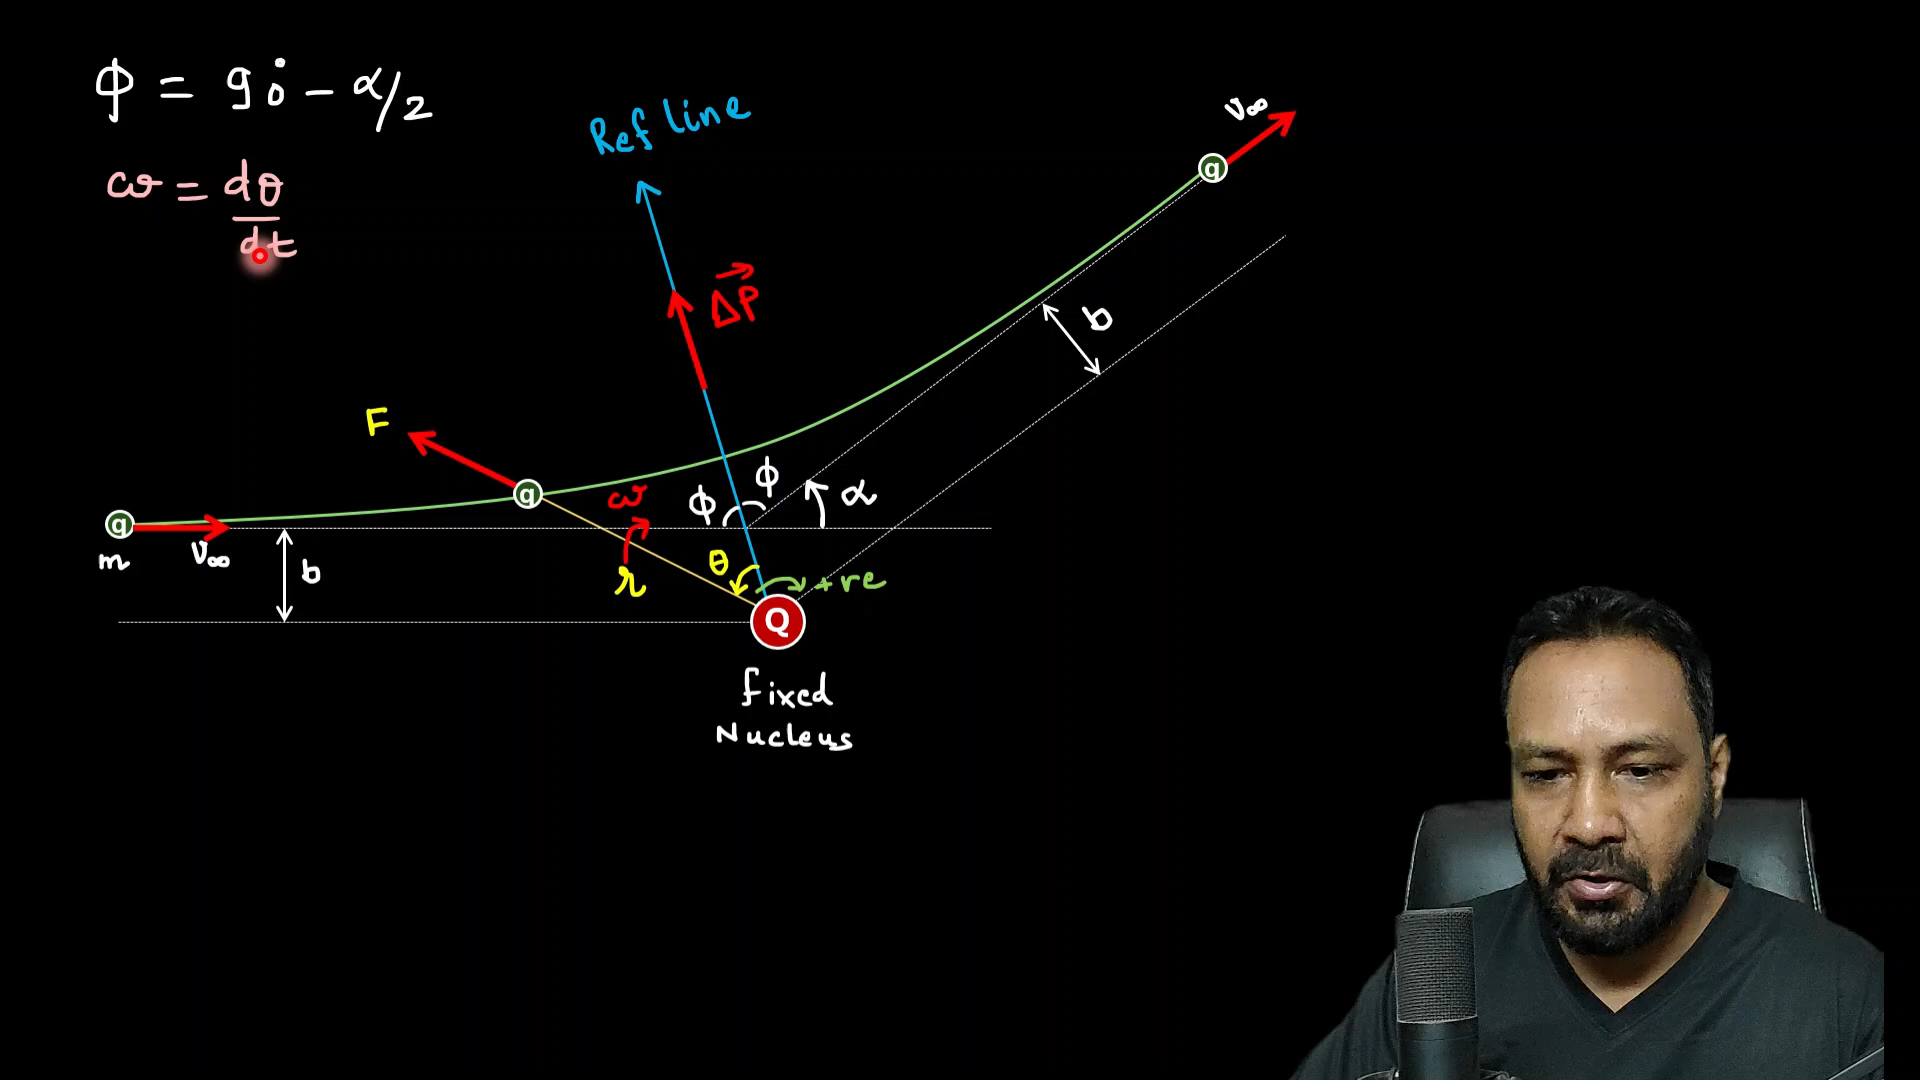 ϕ = 90° - α/2
ω = dθ/dt
Ref line
V∞
q
ΔP⃗
b
F
q
ω
ϕ
ϕ
α
q
m
V∞
b
r
θ
+ve
Q
fixed
Nucleus